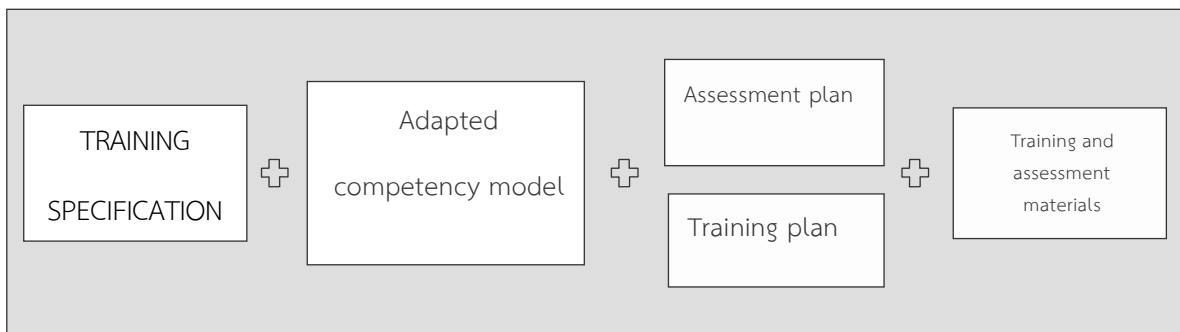 TRAINING
SPECIFICATION
Adapted
competency model
Assessment plan
Training plan
Training and
assessment
materials